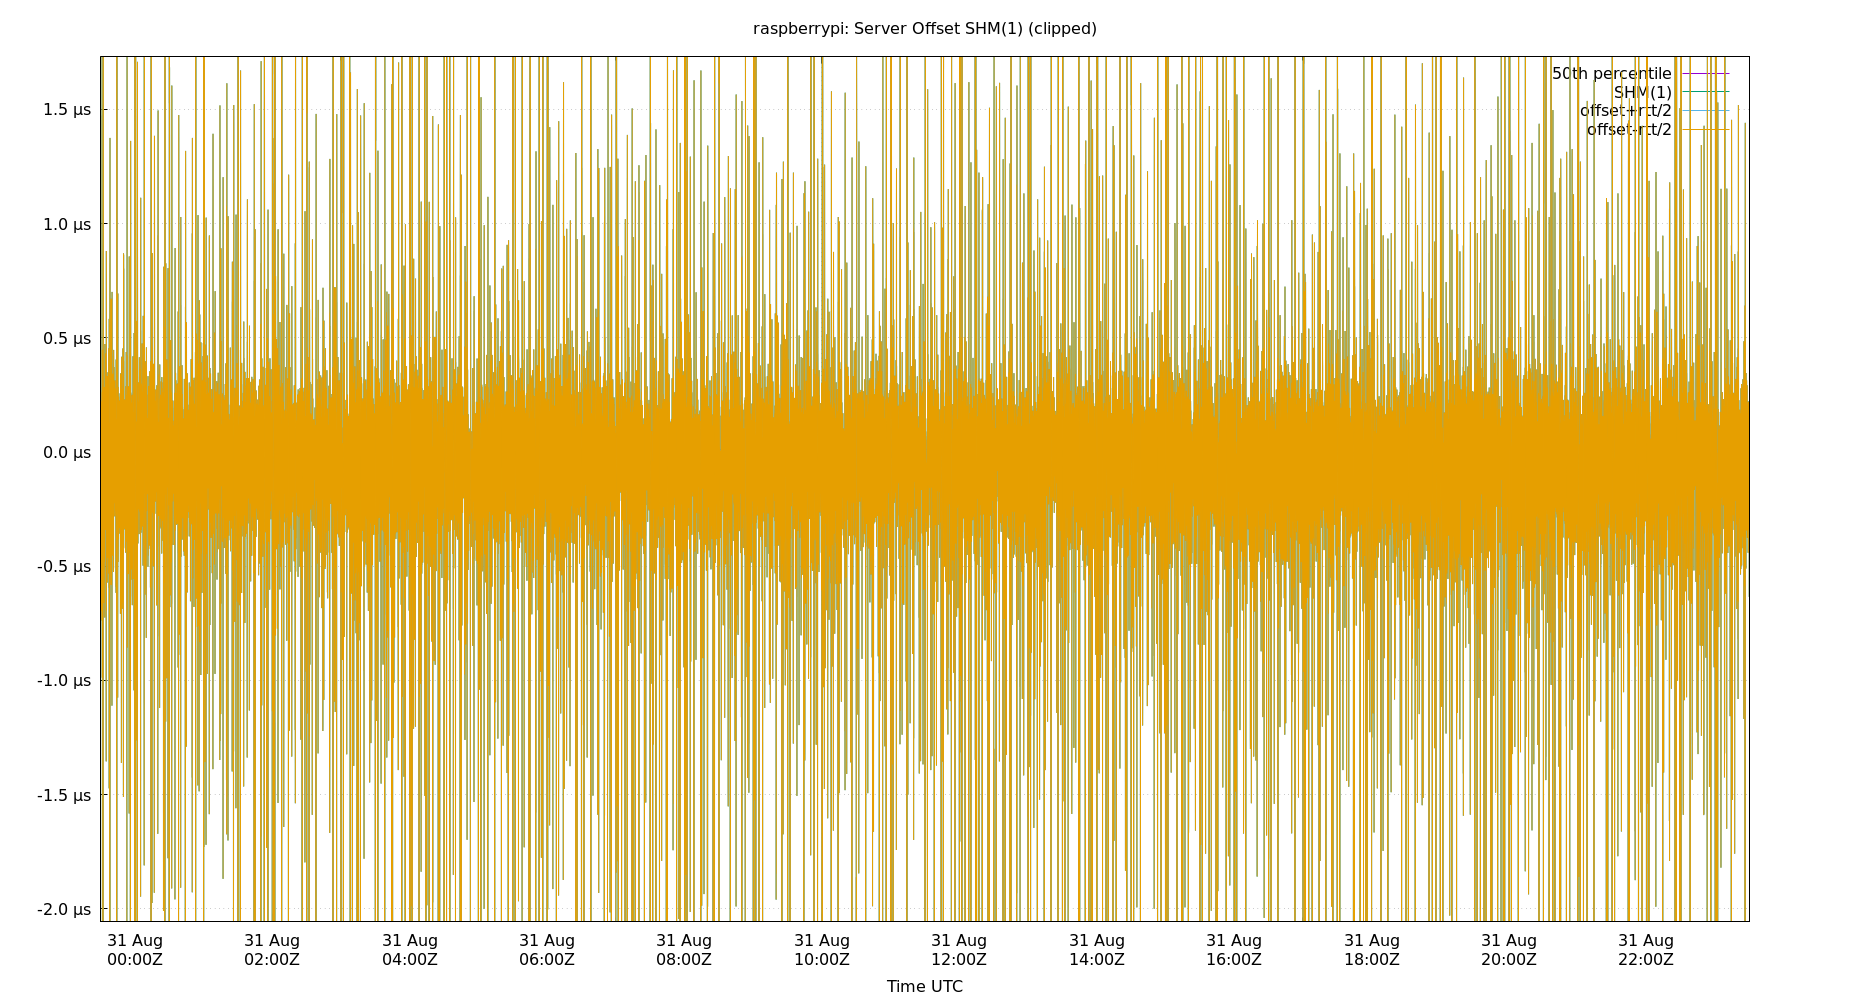 raspberrypi: Server Offset SHM(1) (clipped)
50th percentile
SHM(1)
offset+rtt/2
offset-rtt/2
1.5 µs
1.0 µs
0.5 µs
0.0 µs
-0.5 µs
-1.0 µs
-1.5 µs
-2.0 µs
31 Aug 31 Aug 31 Aug 31 Aug 31 Aug 31 Aug 31 Aug 31 Aug 31 Aug 31 Aug 31 Aug 31 Aug
00:00Z 02:00Z 04:00Z 06:00Z 08:00Z 10:00Z 12:00Z 14:00Z 16:00Z 18:00Z 20:00Z 22:00Z
Time UTC